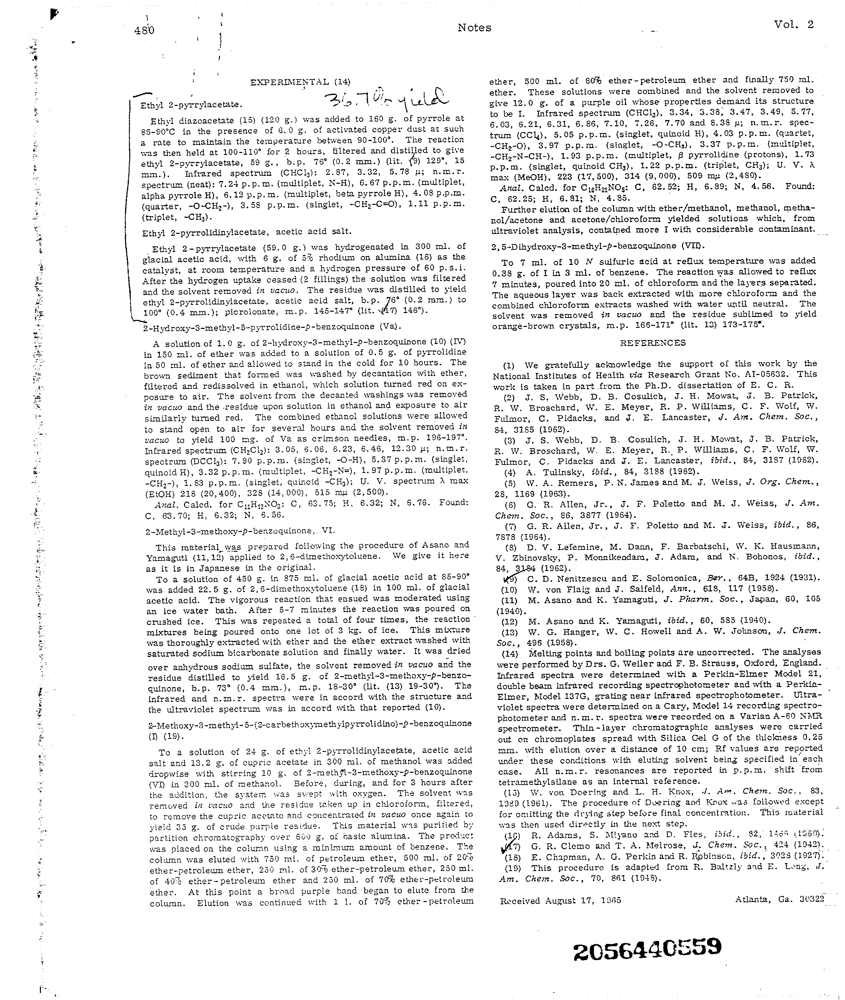 480
Notes
Vol. 2
EXPERIMENTAL (14)
36.7% yield
Ethyl 2-pyrrylacetate.
Ethyl diazoacetate (15) (120 g.) was added to 160 g. of pyrrole at
85-90°C in the presence of 6.0 g. of activated copper dust at such
a rate to maintain the temperature between 90-100°. The reaction
was then held at 100-110° for 2 hours, filtered and distilled to give
ethyl 2-pyrrylacetate, 59 g., b.p. 76° (0.2 mm.) (lit. (9) 129°, 15
mm.). Infrared spectrum (CHCl3): 2.87, 3.32, 5.78 μ; n.m.r.
spectrum (neat): 7.24 p.p.m. (multiplet, N-H), 6.67 p.p.m. (multiplet,
alpha pyrrole H), 6.12 p.p.m. (multiplet, beta pyrrole H), 4.08 p.p.m.
(quarter, -O-CH2-), 3.58 p.p.m. (singlet, -CH2-C=O), 1.11 p.p.m.
(triplet, -CH3).
Ethyl 2-pyrrolidinylacetate, acetic acid salt.
Ethyl 2-pyrrylacetate (59.0 g.) was hydrogenated in 300 ml. of
glacial acetic acid, with 6 g. of 5% rhodium on alumina (16) as the
catalyst, at room temperature and a hydrogen pressure of 60 p.s.i.
After the hydrogen uptake ceased (2 fillings) the solution was filtered
and the solvent removed in vacuo. The residue was distilled to yield
ethyl 2-pyrrolidinylacetate, acetic acid salt, b.p. 76° (0.2 mm.) to
100° (0.4 mm.); picrolonate, m.p. 145-147° (lit. (17) 146°).
2-Hydroxy-3-methyl-5-pyrrolidine-p-benzoquinone (Va).
A solution of 1.0 g. of 2-hydroxy-3-methyl-p-benzoquinone (10) (IV)
in 150 ml. of ether was added to a solution of 0.5 g. of pyrrolidine
in 50 ml. of ether and allowed to stand in the cold for 10 hours. The
brown sediment that formed was washed by decantation with ether,
filtered and redissolved in ethanol, which solution turned red on ex-
posure to air. The solvent from the decanted washings was removed
in vacuo and the residue upon solution in ethanol and exposure to air
similarly turned red. The combined ethanol solutions were allowed
to stand open to air for several hours and the solvent removed in
vacuo to yield 100 mg. of Va as crimson needles, m.p. 196-197°.
Infrared spectrum (CH2Cl2): 3.05, 6.06, 6.23, 6.46, 12.30 μ; n.m.r.
spectrum (DCCl3): 7.90 p.p.m. (singlet, -O-H), 5.37 p.p.m. (singlet,
quinoid H), 3.32 p.p.m. (multiplet, -CH2-N=), 1.97 p.p.m. (multiplet,
-CH2-), 1.83 p.p.m. (singlet, quinoid -CH3); U. V. spectrum λ max
(EtOH) 218 (20,400), 328 (14,000), 515 mμ (2,500).
Anal. Calcd. for C11H13NO3: C, 63.75; H, 6.32; N, 6.76. Found:
C, 63.70; H, 6.32; N, 6.56.
2-Methyl-3-methoxy-p-benzoquinone, VI.
This material was prepared following the procedure of Asano and
Yamaguti (11,12) applied to 2,6-dimethoxytoluene. We give it here
as it is in Japanese in the original.
To a solution of 450 g. in 875 ml. of glacial acetic acid at 85-90°
was added 22.5 g. of 2,6-dimethoxytoluene (18) in 100 ml. of glacial
acetic acid. The vigorous reaction that ensued was moderated using
an ice water bath. After 5-7 minutes the reaction was poured on
crushed ice. This was repeated a total of four times, the reaction
mixtures being poured onto one lot of 3 kg. of ice. This mixture
was thoroughly extracted with ether and the ether extract washed with
saturated sodium bicarbonate solution and finally water. It was dried
over anhydrous sodium sulfate, the solvent removed in vacuo and the
residue distilled to yield 16.5 g. of 2-methyl-3-methoxy-p-benzo-
quinone, b.p. 73° (0.4 mm.), m.p. 18-30° (lit. (13) 19-30°). The
infrared and n.m.r. spectra were in accord with the structure and
the ultraviolet spectrum was in accord with that reported (10).
2-Methoxy-3-methyl-5-(2-carbethoxymethylpyrrolidino)-p-benzoquinone
(I) (19).
To a solution of 24 g. of ethyl 2-pyrrolidinylacetate, acetic acid
salt and 13.2 g. of cupric acetate in 300 ml. of methanol was added
dropwise with stirring 10 g. of 2-methyl-3-methoxy-p-benzoquinone
(VI) in 300 ml. of methanol. Before, during, and for 3 hours after
the addition, the system was swept with oxygen. The solvent was
removed in vacuo and the residue taken up in chloroform, filtered,
to remove the cupric acetate and concentrated in vacuo once again to
yield 35 g. of crude purple residue. This material was purified by
partition chromatography over 600 g. of basic alumina. The product
was placed on the column using a minimum amount of benzene. The
column was eluted with 750 ml. of petroleum ether, 500 ml. of 20%
ether-petroleum ether, 250 ml. of 30% ether-petroleum ether, 250 ml.
of 40% ether-petroleum ether and 250 ml. of 70% ether-petroleum
ether. At this point a broad purple band began to elute from the
column. Elution was continued with 1 l. of 70% ether-petroleum
ether, 500 ml. of 80% ether-petroleum ether and finally 750 ml.
ether. These solutions were combined and the solvent removed to
give 12.0 g. of a purple oil whose properties demand its structure
to be I. Infrared spectrum (CHCl3), 3.34, 3.38, 3.47, 3.49, 5.77,
6.03, 6.21, 6.31, 6.86, 7.10, 7.26, 7.70 and 8.38 μ; n.m.r. spec-
trum (CCl4), 5.05 p.p.m. (singlet, quinoid H), 4.03 p.p.m. (quartet,
-CH2-O), 3.97 p.p.m. (singlet, -O-CH3), 3.37 p.p.m. (multiplet,
-CH2-N-CH-), 1.93 p.p.m. (multiplet, β pyrrolidine (protons), 1.73
p.p.m. (singlet, quinoid CH3), 1.22 p.p.m. (triplet, CH3); U. V. λ
max (MeOH), 223 (17,500), 314 (9,000), 509 mμ (2,480).
Anal. Calcd. for C16H21NO5: C, 62.52; H, 6.89; N, 4.56. Found:
C, 62.25; H, 6.81; N, 4.85.
Further elution of the column with ether/methanol, methanol, metha-
nol/acetone and acetone/chloroform yielded solutions which, from
ultraviolet analysis, contained more I with considerable contaminant.
2,5-Dihydroxy-3-methyl-p-benzoquinone (VII).
To 7 ml. of 10 N sulfuric acid at reflux temperature was added
0.38 g. of I in 3 ml. of benzene. The reaction was allowed to reflux
7 minutes, poured into 20 ml. of chloroform and the layers separated.
The aqueous layer was back extracted with more chloroform and the
combined chloroform extracts washed with water until neutral. The
solvent was removed in vacuo and the residue sublimed to yield
orange-brown crystals, m.p. 166-171° (lit. 13) 173-175°.
REFERENCES
(1) We gratefully acknowledge the support of this work by the
National Institutes of Health via Research Grant No. AI-05632. This
work is taken in part from the Ph.D. dissertation of E. C. R.
(2) J. S. Webb, D. B. Cosulich, J. H. Mowat, J. B. Patrick,
R. W. Broschard, W. E. Meyer, R. P. Williams, C. F. Wolf, W.
Fulmor, C. Pidacks, and J. E. Lancaster, J. Am. Chem. Soc.,
84, 3185 (1962).
(3) J. S. Webb, D. B. Cosulich, J. H. Mowat, J. B. Patrick,
R. W. Broschard, W. E. Meyer, R. P. Williams, C. F. Wolf, W.
Fulmor, C. Pidacks and J. E. Lancaster, ibid., 84, 3187 (1962).
(4) A. Tulinsky, ibid., 84, 3188 (1962).
(5) W. A. Remers, P. N. James and M. J. Weiss, J. Org. Chem.,
28, 1169 (1963).
(6) G. R. Allen, Jr., J. F. Poletto and M. J. Weiss, J. Am.
Chem. Soc., 86, 3877 (1964).
(7) G. R. Allen, Jr., J. F. Poletto and M. J. Weiss, ibid., 86,
7878 (1964).
(8) D. V. Lefemine, M. Dann, F. Barbatschi, W. K. Hausmann,
V. Zbinovsky, P. Monnikendam, J. Adam, and N. Bohonos, ibid.,
84, 3184 (1962).
(9) C. D. Nenitzescu and E. Solomonica, Ber., 64B, 1924 (1931).
(10) W. von Flaig and J. Salfeld, Ann., 618, 117 (1958).
(11) M. Asano and K. Yamaguti, J. Pharm. Soc., Japan, 60, 105
(1940).
(12) M. Asano and K. Yamaguti, ibid., 60, 585 (1940).
(13) W. G. Hanger, W. C. Howell and A. W. Johnson, J. Chem.
Soc., 496 (1958).
(14) Melting points and boiling points are uncorrected. The analyses
were performed by Drs. G. Weiler and F. B. Strauss, Oxford, England.
Infrared spectra were determined with a Perkin-Elmer Model 21,
double beam infrared recording spectrophotometer and with a Perkin-
Elmer, Model 137G, grating near infrared spectrophotometer. Ultra-
violet spectra were determined on a Cary, Model 14 recording spectro-
photometer and n.m.r. spectra were recorded on a Varian A-60 NMR
spectrometer. Thin-layer chromatographic analyses were carried
out on chromoplates spread with Silica Gel G of the thickness 0.25
mm. with elution over a distance of 10 cm; Rf values are reported
under these conditions with eluting solvent being specified in each
case. All n.m.r. resonances are reported in p.p.m. shift from
tetramethylsilane as an internal reference.
(15) W. von Doering and L. H. Knox, J. Am. Chem. Soc., 83,
1989 (1961). The procedure of Doering and Knox was followed except
for omitting the drying step before final concentration. This material
was then used directly in the next step.
(16) R. Adams, S. Miyano and D. Fles, ibid., 82, 1466 (1960).
(17) G. R. Clemo and T. A. Melrose, J. Chem. Soc., 424 (1942).
(18) E. Chapman, A. G. Perkin and R. Robinson, ibid., 3028 (1927).
(19) This procedure is adapted from R. Baltzly and E. Long, J.
Am. Chem. Soc., 70, 861 (1948).
Received August 17, 1965
Atlanta, Ga. 30322
2056440559